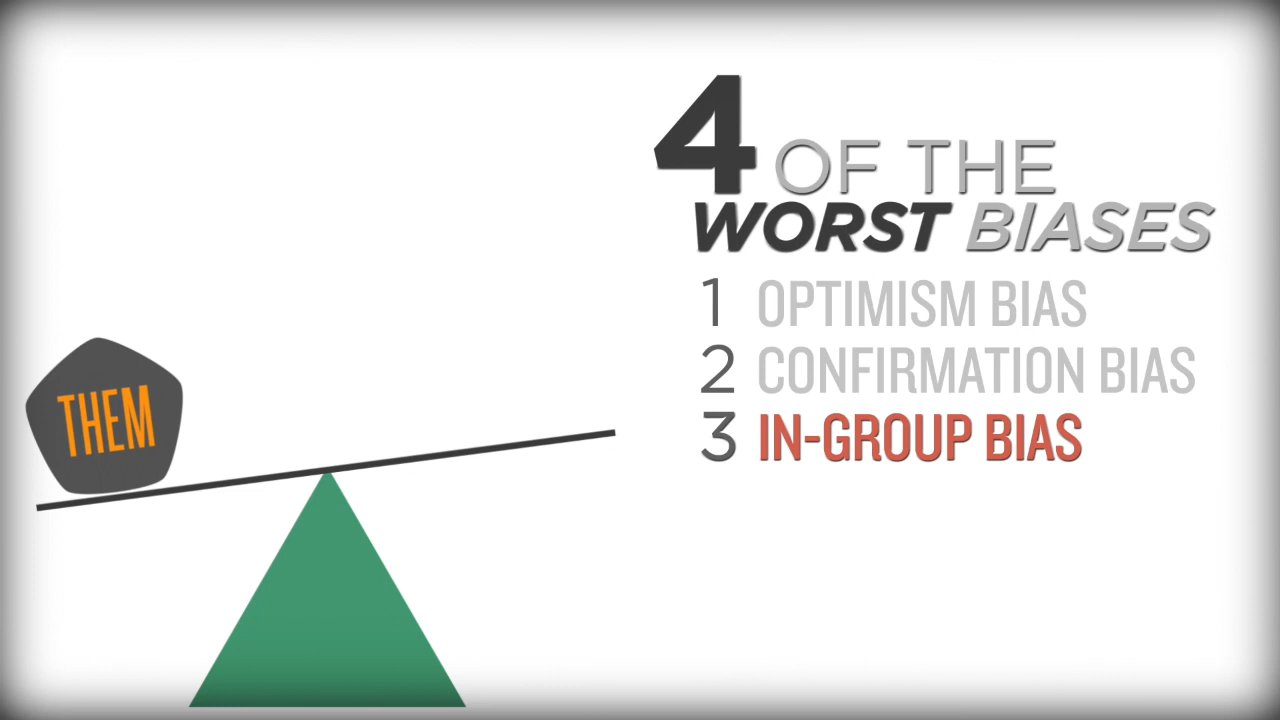 4 OF THE
WORST BIASES
1 OPTIMISM BIAS
2 CONFIRMATION BIAS
3 IN-GROUP BIAS
THEM